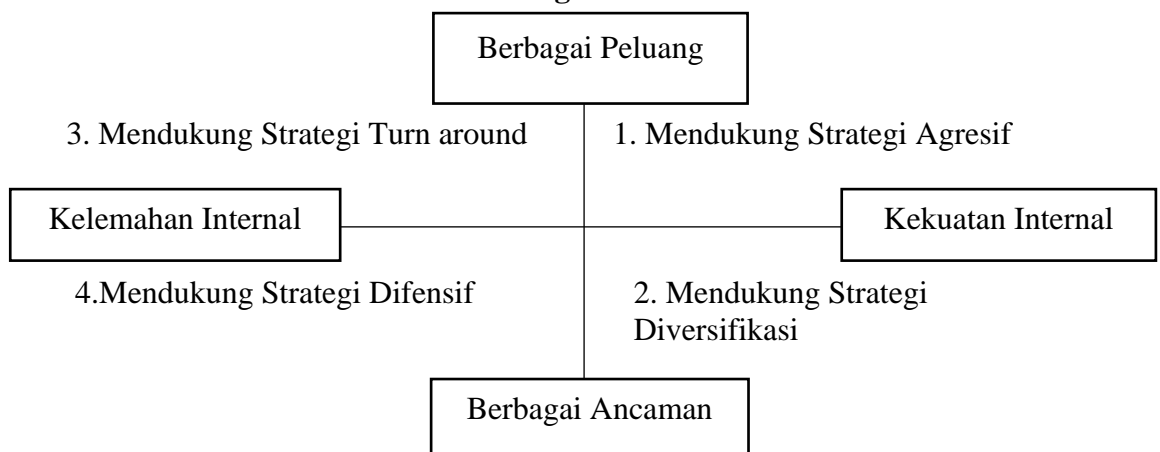 Berbagai Peluang
3. Mendukung Strategi Turn around
1. Mendukung Strategi Agresif
Kelemahan Internal
Kekuatan Internal
4.Mendukung Strategi Difensif
2. Mendukung Strategi
Diversifikasi
Berbagai Ancaman